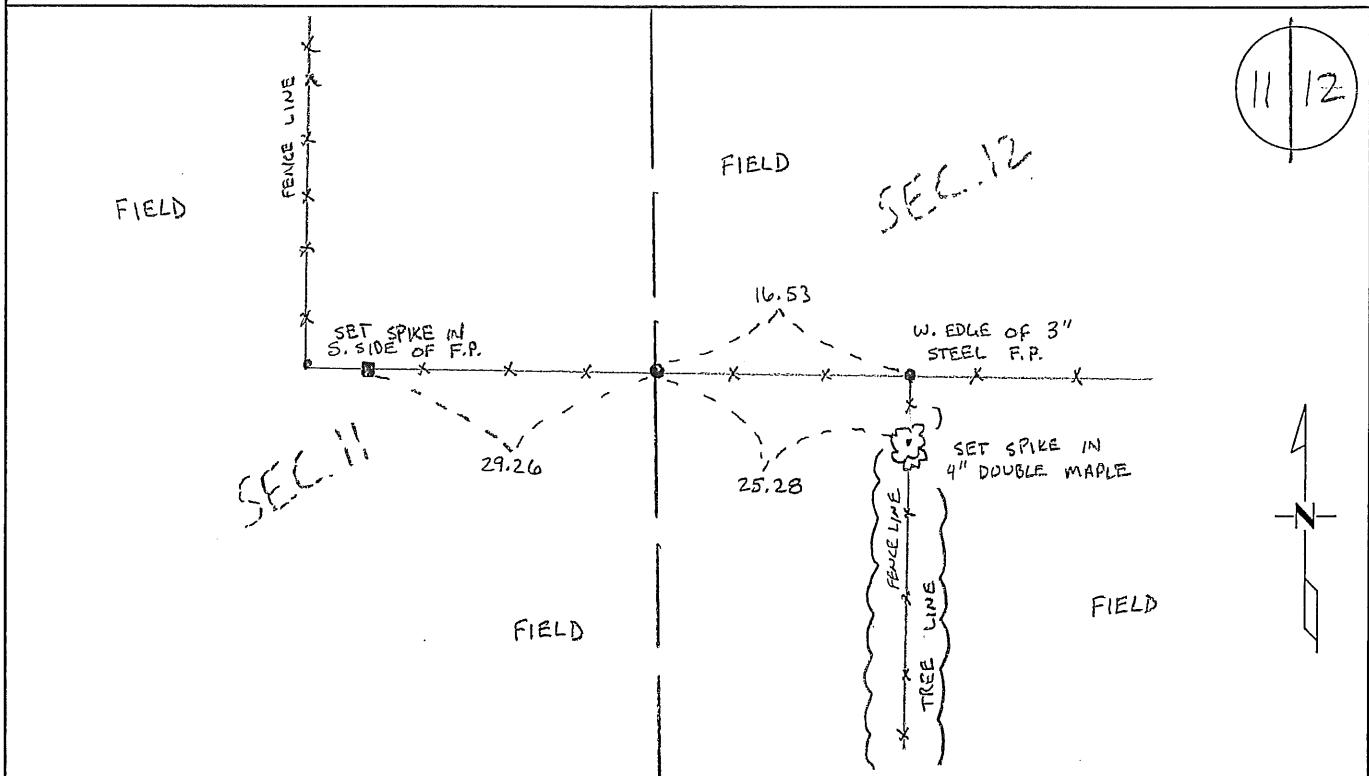 11 12
FENCE LINE
FIELD
SEC. 12
FIELD
16.53
SET SPIKE IN
S. SIDE OF F.P.
W. EDGE OF 3"
STEEL F.P.
SEC. 11
29.26
25.28
SET SPIKE IN
4" DOUBLE MAPLE
N
FENCE LINE
TREE LINE
FIELD
FIELD